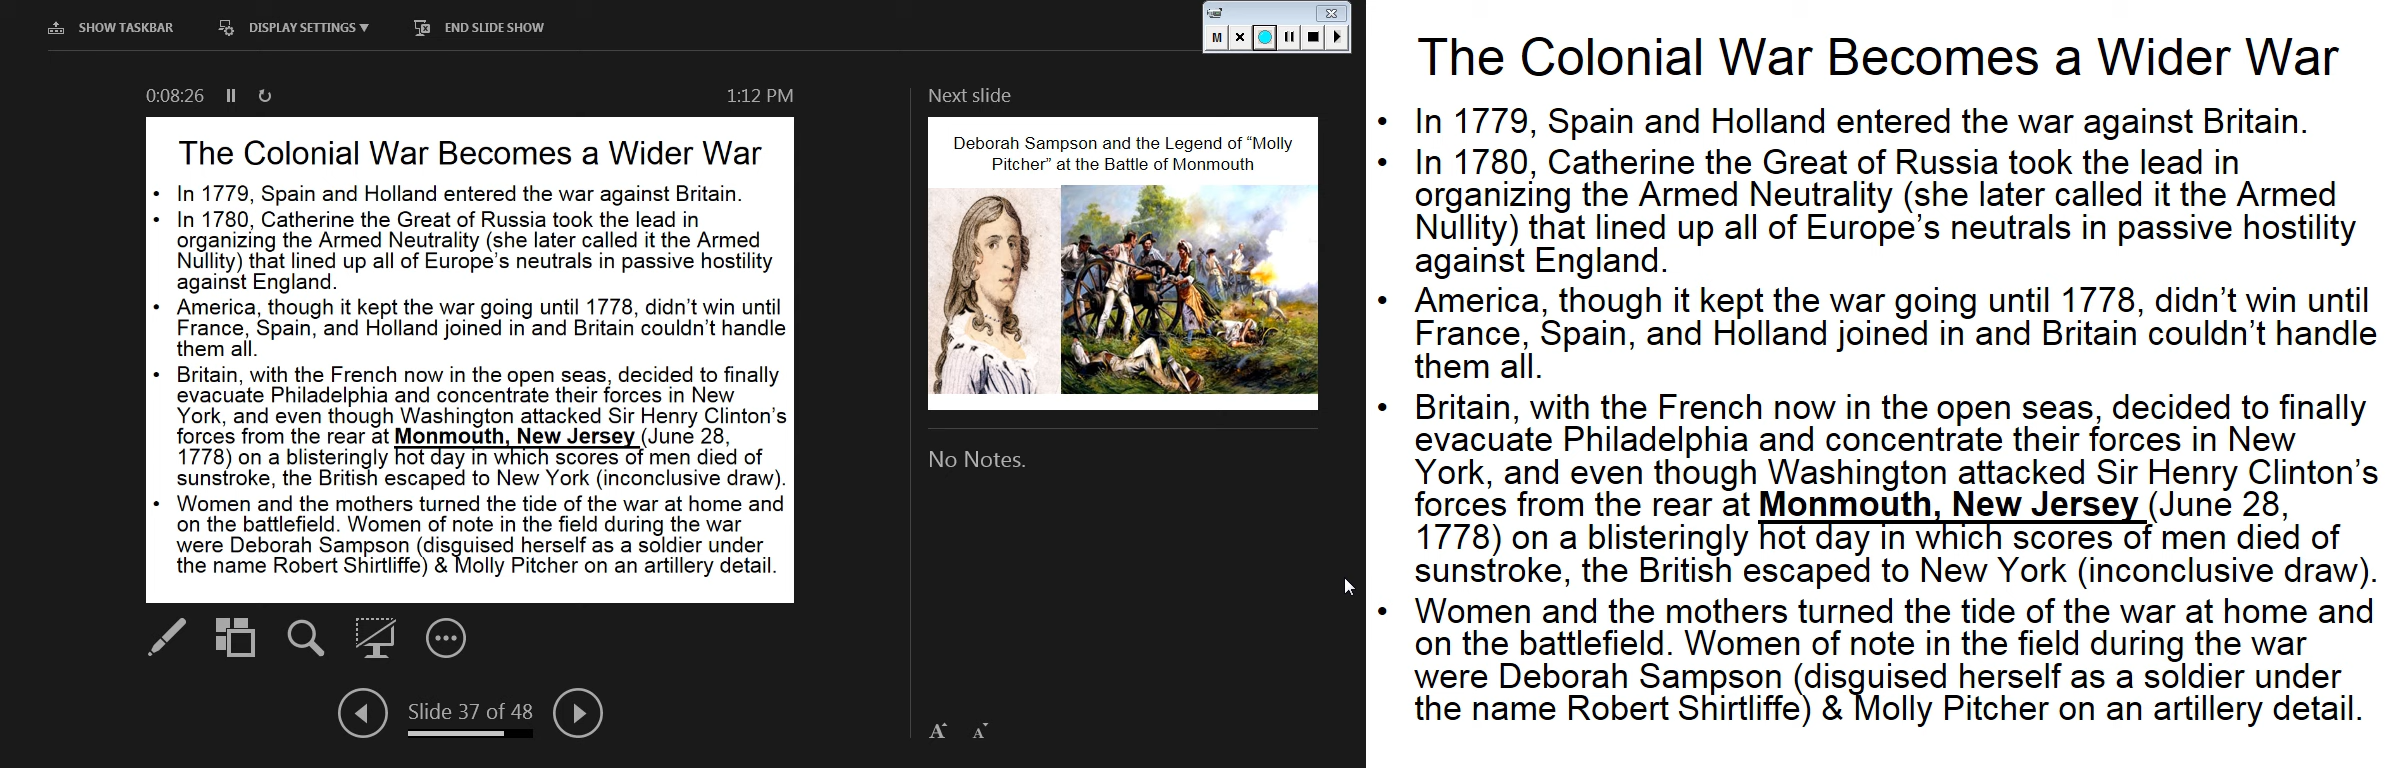 SHOW TASKBAR
DISPLAY SETTINGS ▼
END SLIDE SHOW
M
0:08:26
1:12 PM
The Colonial War Becomes a Wider War
• In 1779, Spain and Holland entered the war against Britain.
• In 1780, Catherine the Great of Russia took the lead in
organizing the Armed Neutrality (she later called it the Armed
Nullity) that lined up all of Europe’s neutrals in passive hostility
against England.
• America, though it kept the war going until 1778, didn’t win until
France, Spain, and Holland joined in and Britain couldn’t handle
them all.
• Britain, with the French now in the open seas, decided to finally
evacuate Philadelphia and concentrate their forces in New
York, and even though Washington attacked Sir Henry Clinton’s
forces from the rear at Monmouth, New Jersey (June 28,
1778) on a blisteringly hot day in which scores of men died of
sunstroke, the British escaped to New York (inconclusive draw).
• Women and the mothers turned the tide of the war at home and
on the battlefield. Women of note in the field during the war
were Deborah Sampson (disguised herself as a soldier under
the name Robert Shirtliffe) & Molly Pitcher on an artillery detail.
Slide 37 of 48
Next slide
Deborah Sampson and the Legend of “Molly
Pitcher” at the Battle of Monmouth
No Notes.
A A
The Colonial War Becomes a Wider War
• In 1779, Spain and Holland entered the war against Britain.
• In 1780, Catherine the Great of Russia took the lead in
organizing the Armed Neutrality (she later called it the Armed
Nullity) that lined up all of Europe’s neutrals in passive hostility
against England.
• America, though it kept the war going until 1778, didn’t win until
France, Spain, and Holland joined in and Britain couldn’t handle
them all.
• Britain, with the French now in the open seas, decided to finally
evacuate Philadelphia and concentrate their forces in New
York, and even though Washington attacked Sir Henry Clinton’s
forces from the rear at Monmouth, New Jersey (June 28,
1778) on a blisteringly hot day in which scores of men died of
sunstroke, the British escaped to New York (inconclusive draw).
• Women and the mothers turned the tide of the war at home and
on the battlefield. Women of note in the field during the war
were Deborah Sampson (disguised herself as a soldier under
the name Robert Shirtliffe) & Molly Pitcher on an artillery detail.